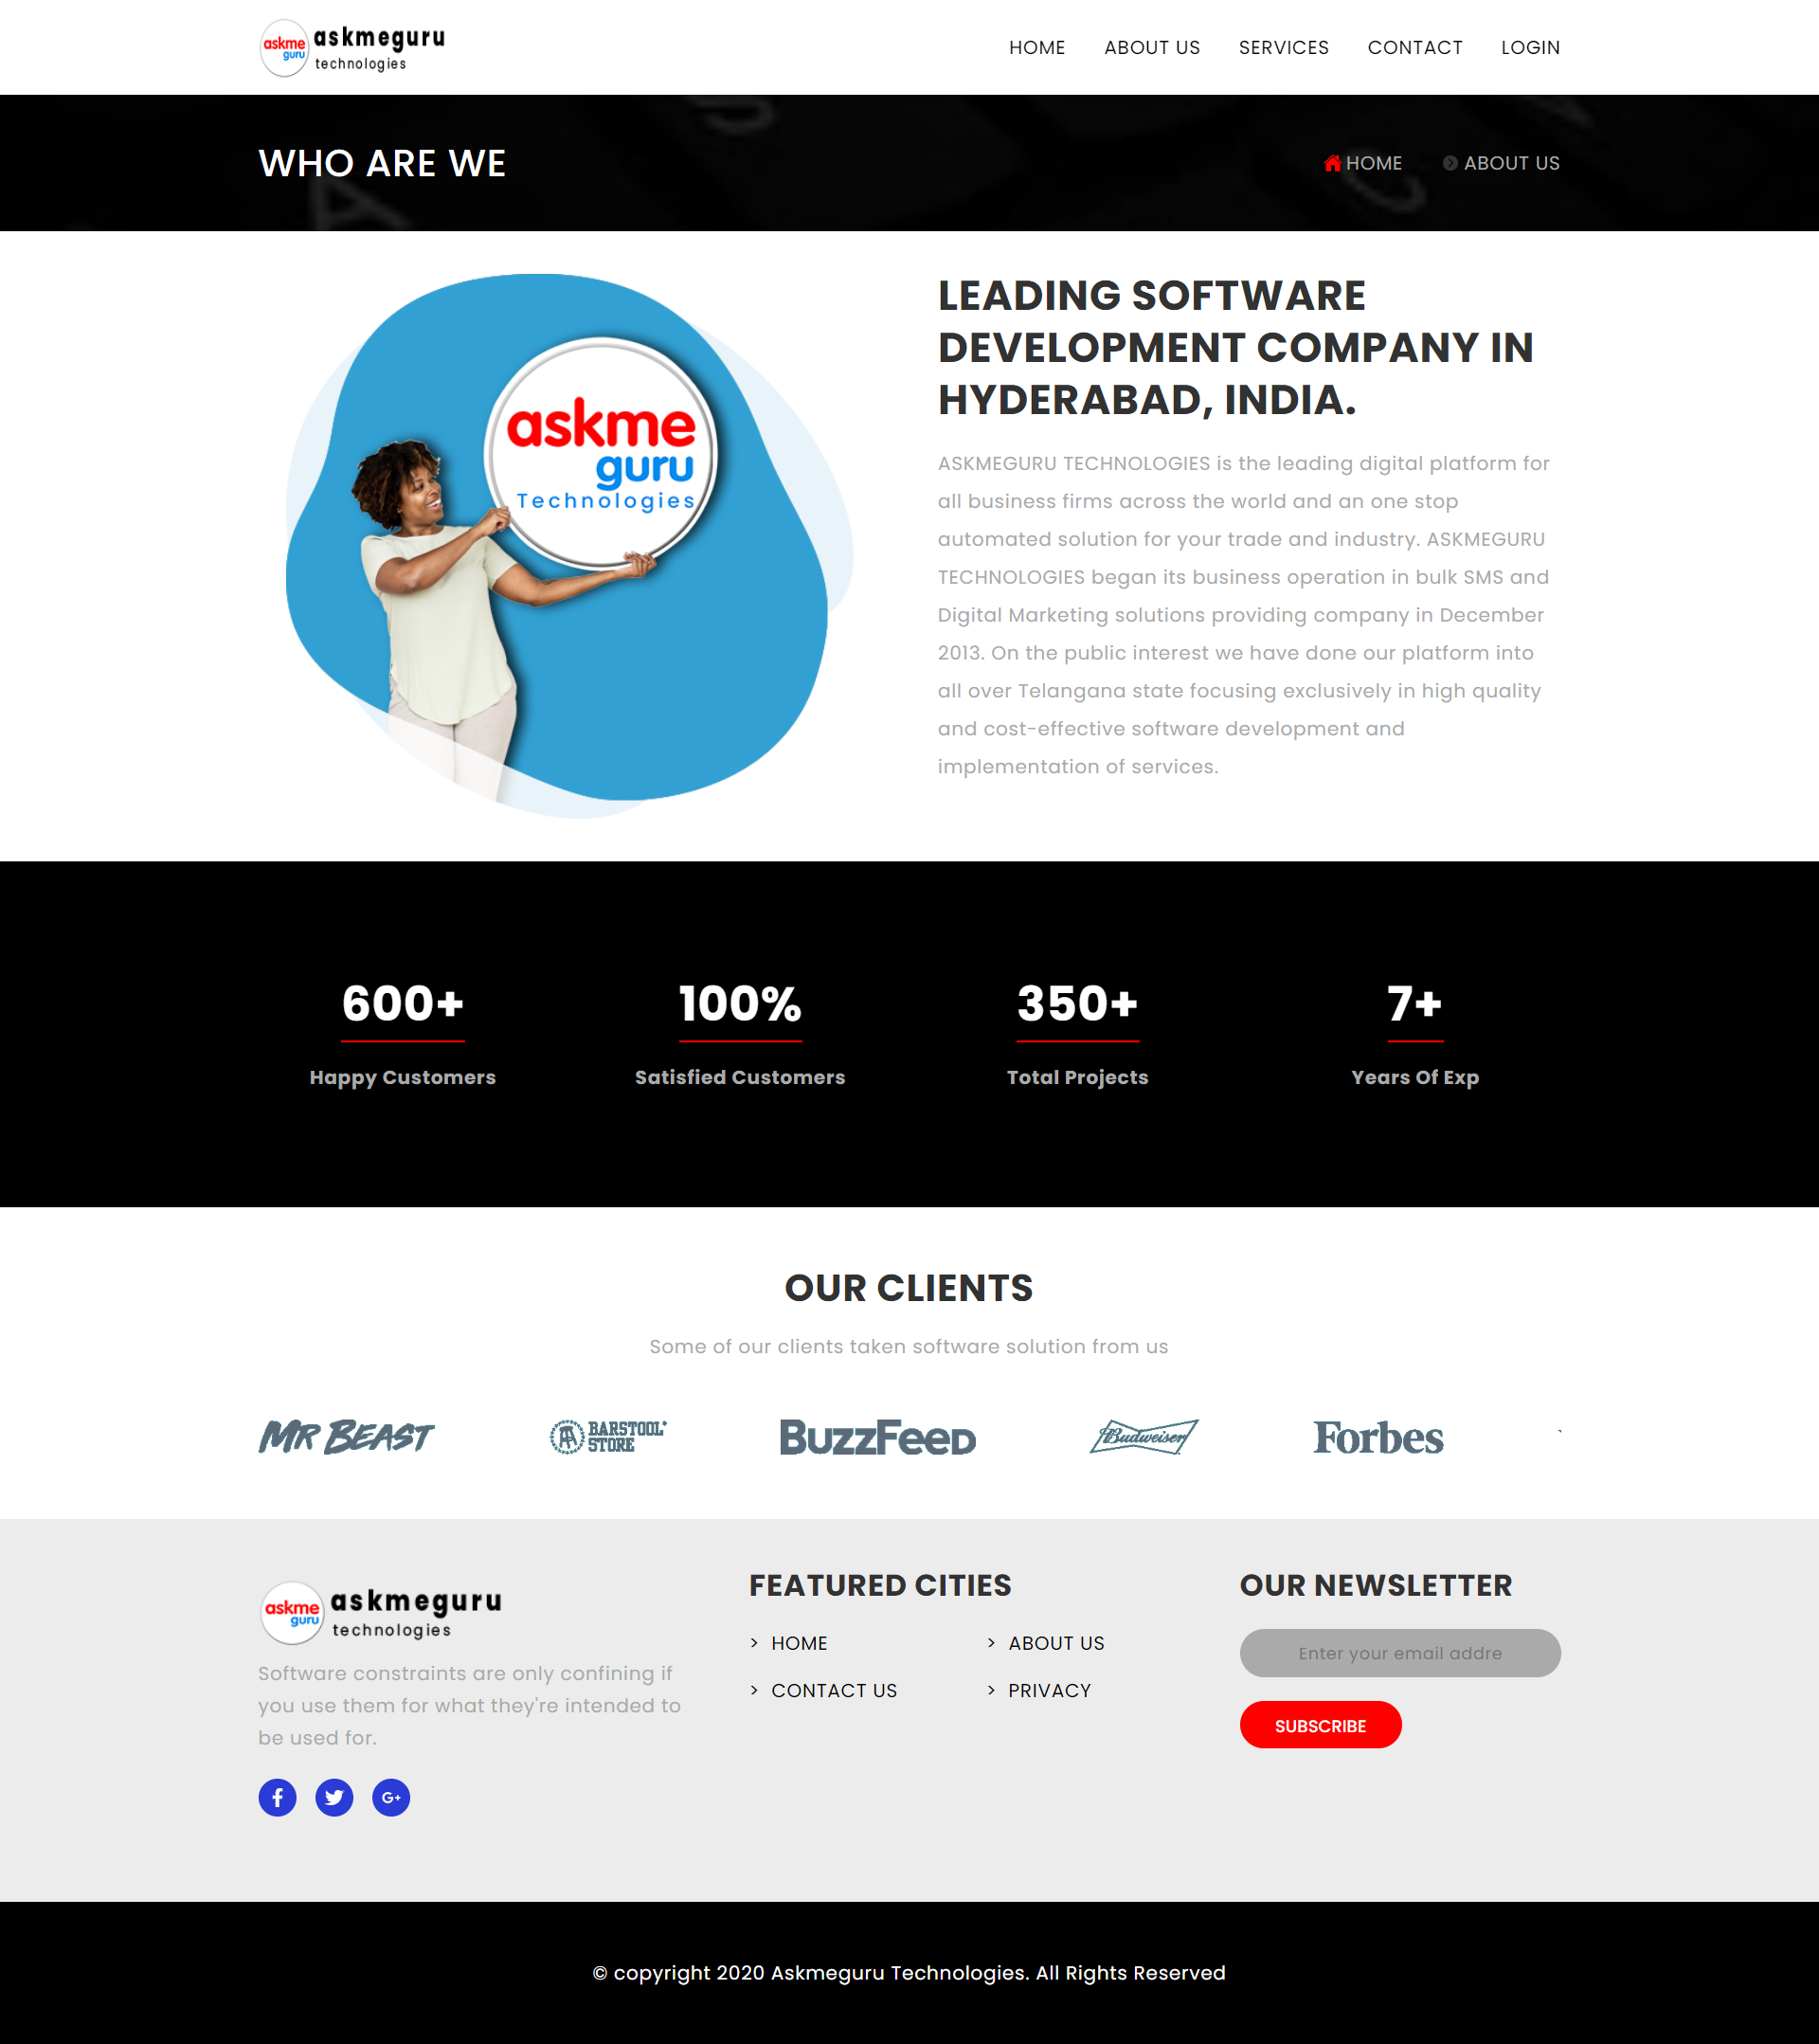 askme
guru
askmeguru
technologies
HOME
ABOUT US
SERVICES
CONTACT
LOGIN
WHO ARE WE
HOME
ABOUT US
askme
guru
Technologies
LEADING SOFTWARE
DEVELOPMENT COMPANY IN
HYDERABAD, INDIA.
ASKMEGURU TECHNOLOGIES is the leading digital platform for
all business firms across the world and an one stop
automated solution for your trade and industry. ASKMEGURU
TECHNOLOGIES began its business operation in bulk SMS and
Digital Marketing solutions providing company in December
2013. On the public interest we have done our platform into
all over Telangana state focusing exclusively in high quality
and cost-effective software development and
implementation of services.
600+
100%
350+
7+
Happy Customers
Satisfied Customers
Total Projects
Years Of Exp
OUR CLIENTS
Some of our clients taken software solution from us
MR BEAST
BARSTOOL
STORE
BuzzFeed
Budweiser
Forbes
askme
guru
askmeguru
technologies
Software constraints are only confining if
you use them for what they're intended to
be used for.
FEATURED CITIES
> HOME
> ABOUT US
> CONTACT US
> PRIVACY
OUR NEWSLETTER
Enter your email addre
SUBSCRIBE
© copyright 2020 Askmeguru Technologies. All Rights Reserved